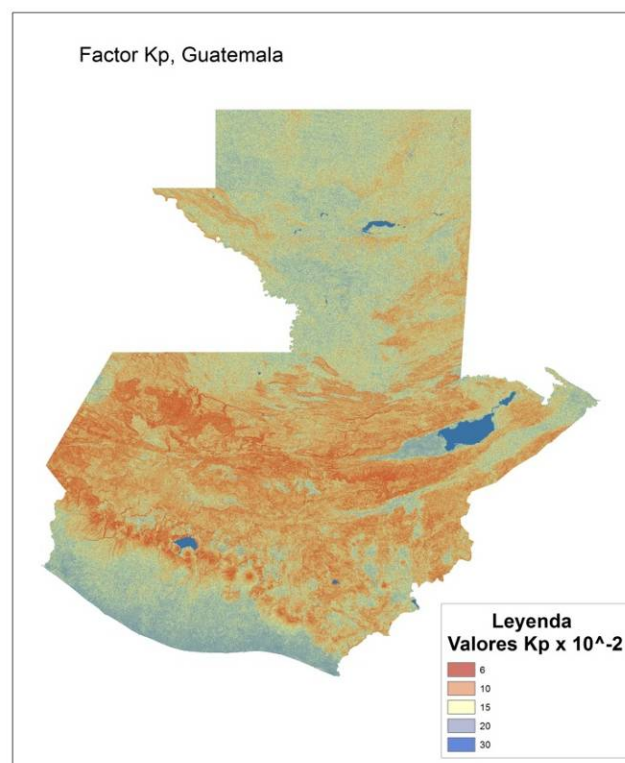 Factor Kp, Guatemala
Leyenda
Valores Kp x 10^-2
6
10
15
20
30